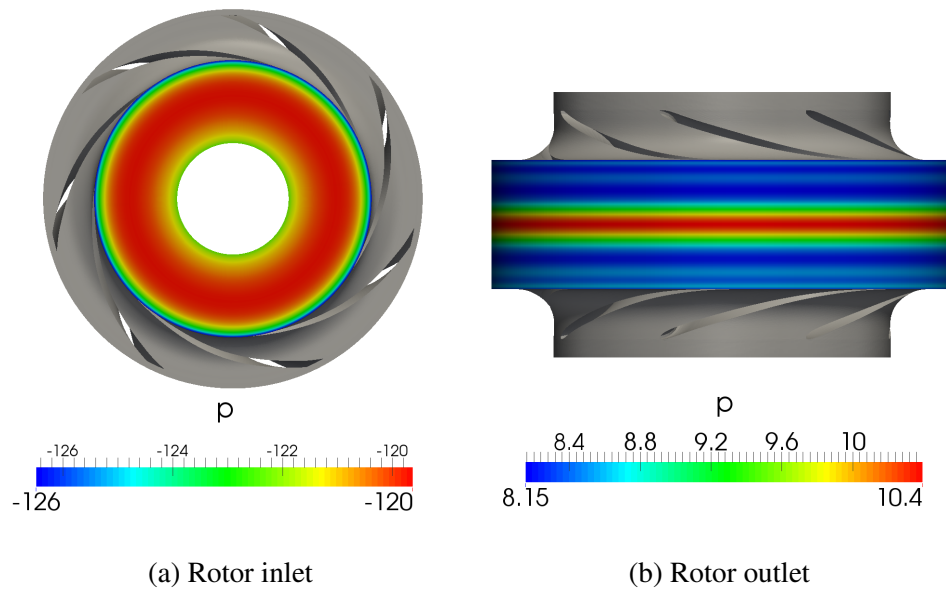 p
-126 -124 -122 -120
-126 -120
p
8.4 8.8 9.2 9.6 10
8.15 10.4
(a) Rotor inlet
(b) Rotor outlet